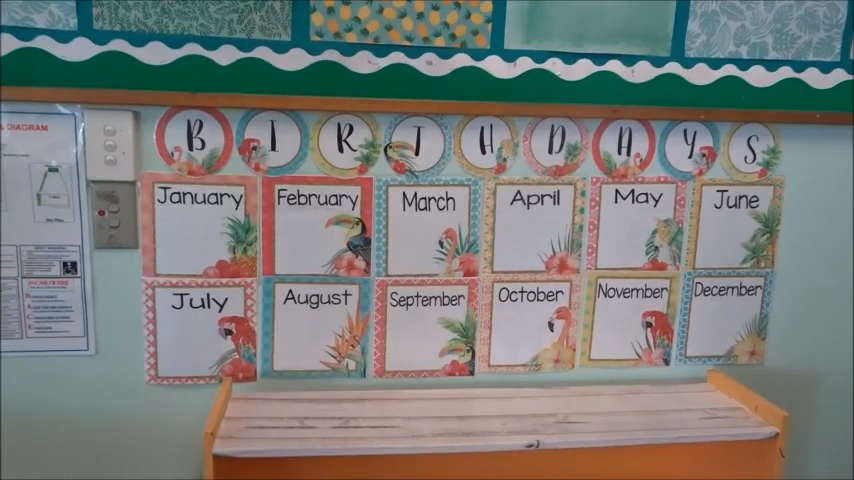 DIAGRAM
BIRTHDAYS
January February March April May June
July August September October November December